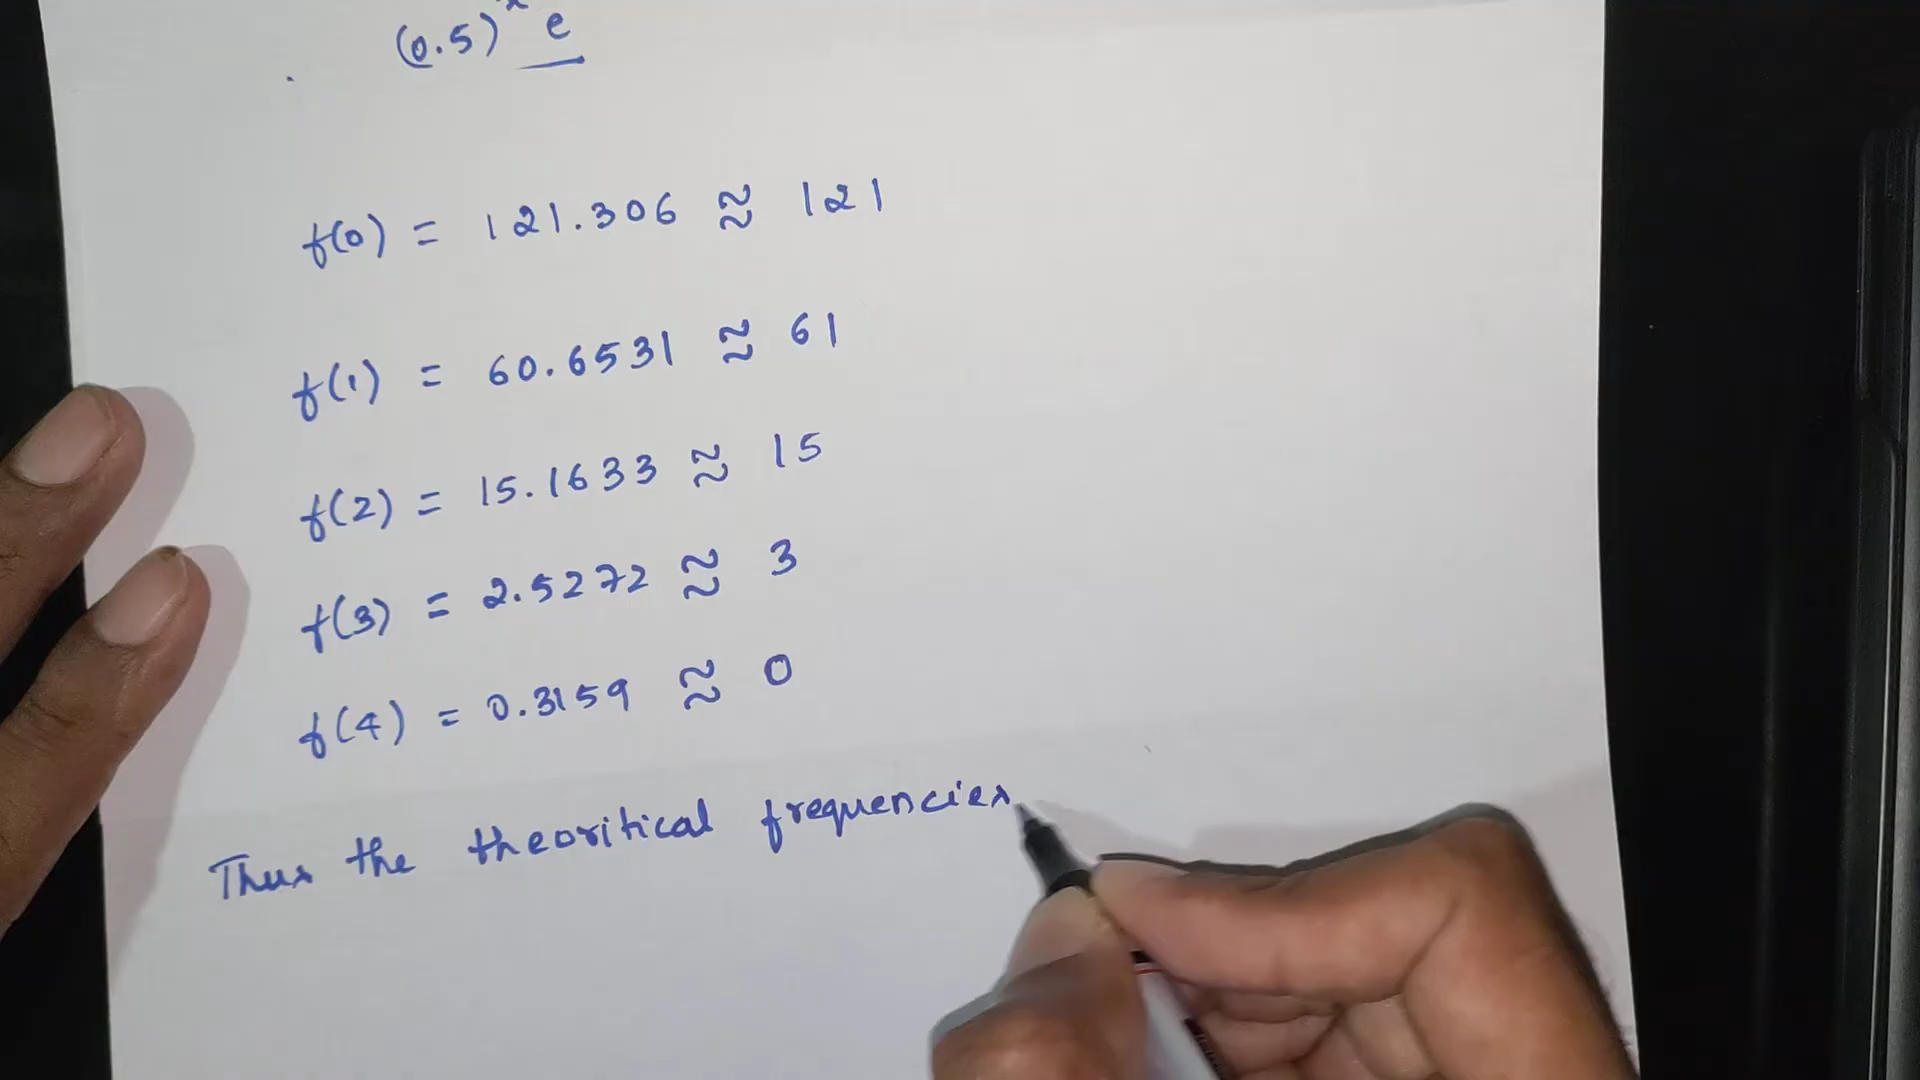 (0.5)^x e
f(0) = 121.306 ≈ 121
f(1) = 60.6531 ≈ 61
f(2) = 15.1633 ≈ 15
f(3) = 2.5272 ≈ 3
f(4) = 0.3159 ≈ 0
Thus the theoritical frequencies